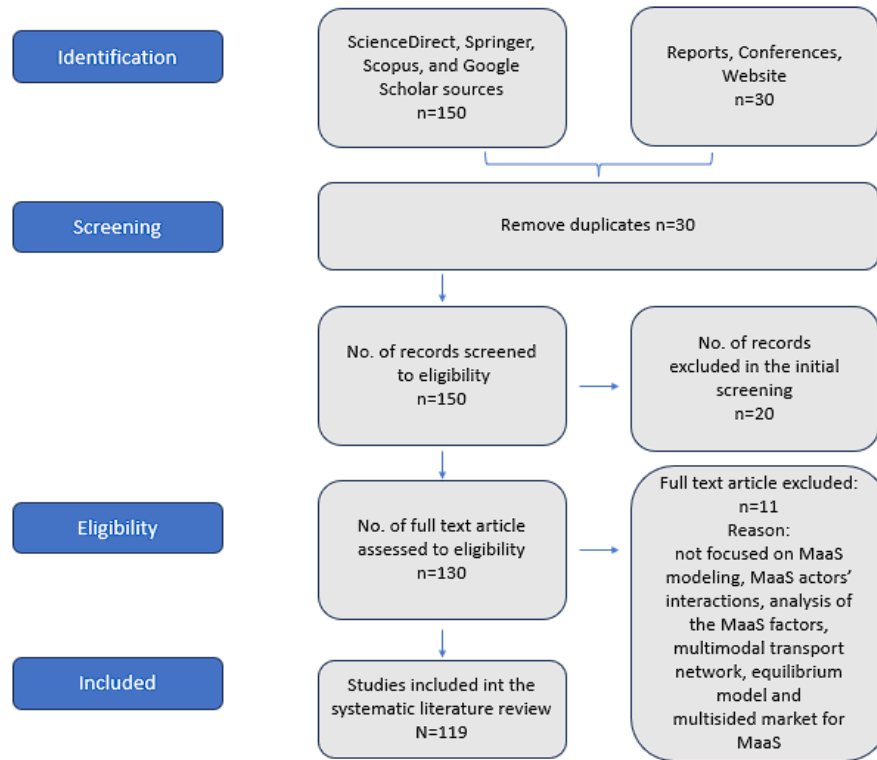 Identification
ScienceDirect, Springer,
Scopus, and Google
Scholar sources
n=150
Reports, Conferences,
Website
n=30
Screening
Remove duplicates n=30
No. of records screened
to eligibility
n=150
No. of records
excluded in the initial
screening
n=20
Eligibility
No. of full text article
assessed to eligibility
n=130
Full text article excluded:
n=11
Reason:
not focused on MaaS
modeling, MaaS actors’
interactions, analysis of
the MaaS factors,
multimodal transport
network, equilibrium
model and
multisided market for
MaaS
Included
Studies included int the
systematic literature review
N=119